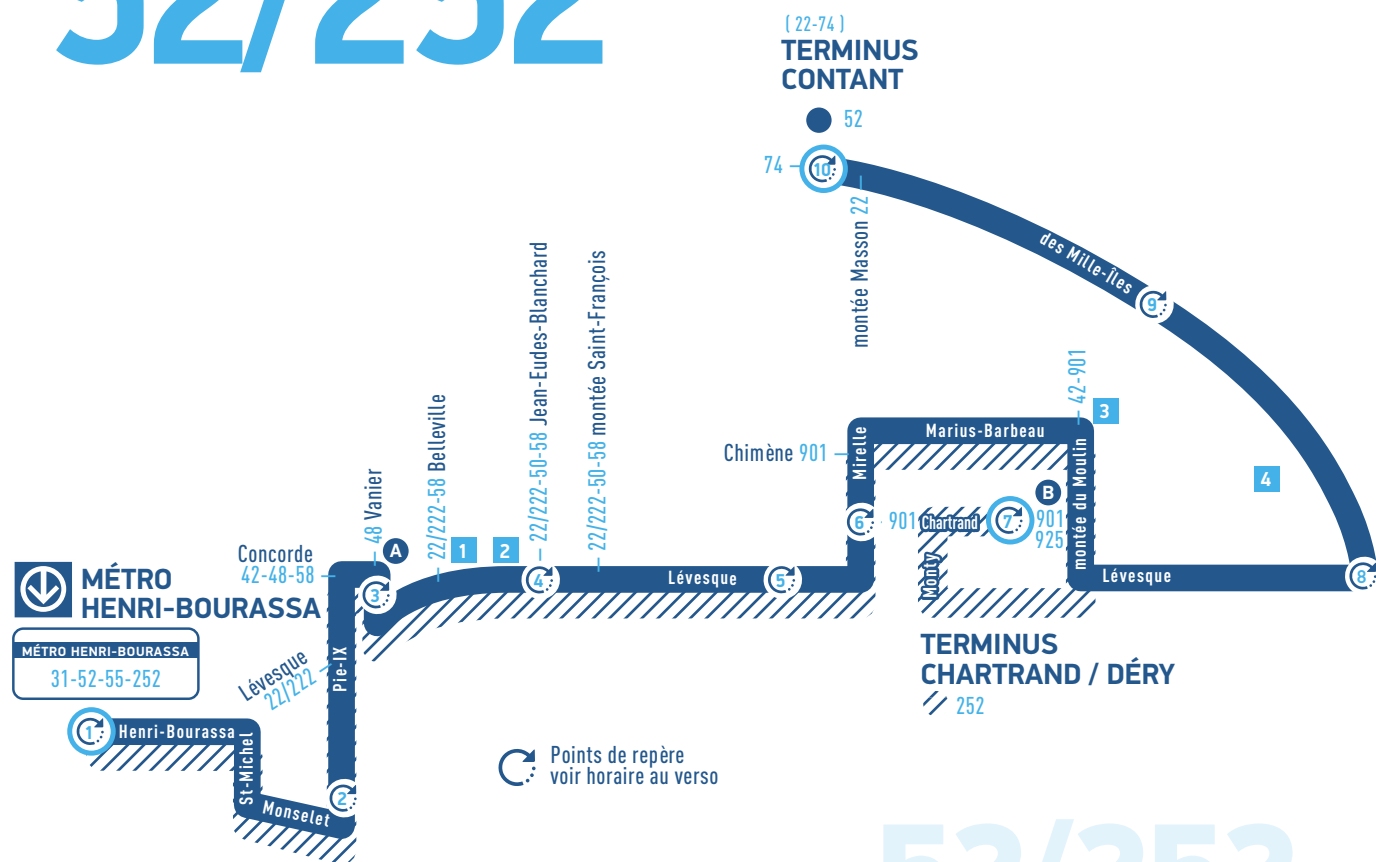 52/252
( 22-74 )
TERMINUS
CONTANT
52
74
10
montée Masson 22
des Mille-Îles
9
42-901
3
Marius-Barbeau
Mirelle
Chimène 901
montée du Moulin
4
B
6
901
Chartrand
7
901
925
Monty
Lévesque
8
22/222-50-58 Jean-Eudes-Blanchard
22/222-50-58 montée Saint-François
22/222-58 Belleville
48 Vanier
A
1
2
Concorde
42-48-58
3
4
Lévesque
5
MÉTRO
HENRI-BOURASSA
MÉTRO HENRI-BOURASSA
31-52-55-252
Lévesque
22/222
Pie-IX
TERMINUS
CHARTRAND / DÉRY
252
1
Henri-Bourassa
St-Michel
Monselet
2
Points de repère
voir horaire au verso
52/252